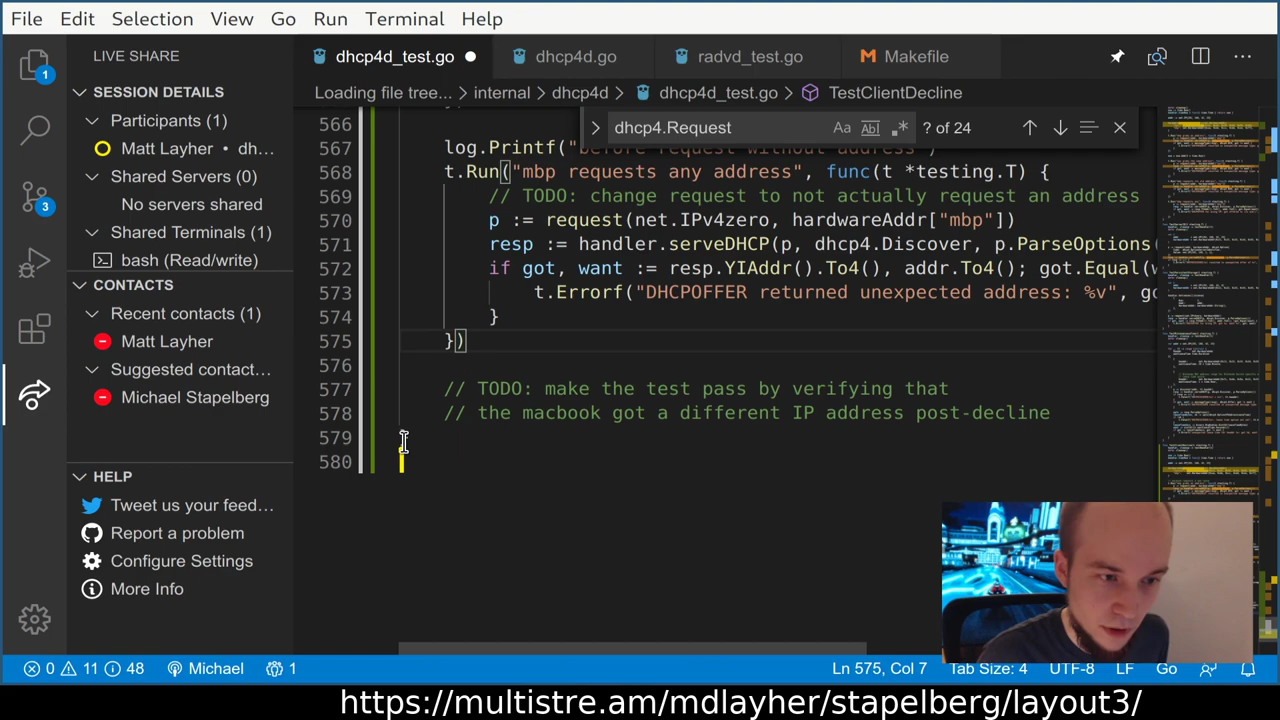 File Edit Selection View Go Run Terminal Help
LIVE SHARE
dhcp4d_test.go ● dhcp4d.go radvd_test.go Makefile
SESSION DETAILS
Loading file tree... > internal > dhcp4d > dhcp4d_test.go > TestClientDecline
Participants (1)
dhcp4.Request
? of 24
Matt Layher • dh...
Shared Servers (0)
No servers shared
Shared Terminals (1)
bash (Read/write)
CONTACTS
Recent contacts (1)
Matt Layher
Suggested contact...
Michael Stapelberg
HELP
Tweet us your feed...
Report a problem
Configure Settings
More Info
1
3
566
567 log.Printf("before request without address")
568 t.Run("mbp requests any address", func(t *testing.T) {
569 // TODO: change request to not actually request an address
570 p := request(net.IPv4zero, hardwareAddr["mbp"])
571 resp := handler.serveDHCP(p, dhcp4.Discover, p.ParseOptions(
572 if got, want := resp.YIAddr().To4(), addr.To4(); got.Equal(w
573 t.Errorf("DHCPOFFER returned unexpected address: %v", go
574 }
575 })
576
577 // TODO: make the test pass by verifying that
578 // the macbook got a different IP address post-decline
579
580
0 11 48 Michael 1 Ln 575, Col 7 Tab Size: 4 UTF-8 LF Go
https://multistre.am/mdlayher/stapelberg/layout3/